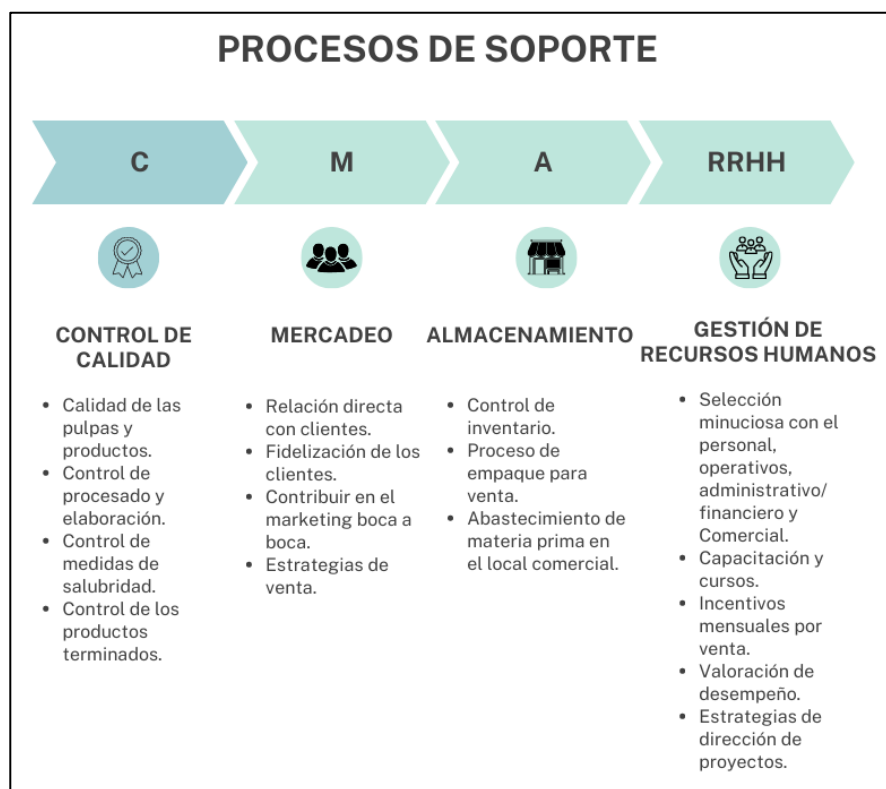 PROCESOS DE SOPORTE
C
M
A
RRHH
CONTROL DE
CALIDAD
• Calidad de las
pulpas y
productos.
• Control de
procesado y
elaboración.
• Control de
medidas de
salubridad.
• Control de los
productos
terminados.
MERCADEO
• Relación directa
con clientes.
• Fidelización de los
clientes.
• Contribuir en el
marketing boca a
boca.
• Estrategias de
venta.
ALMACENAMIENTO
• Control de
inventario.
• Proceso de
empaque para
venta.
• Abastecimiento de
materia prima en
el local comercial.
GESTIÓN DE
RECURSOS HUMANOS
• Selección
minuciosa con el
personal,
operativos,
administrativo/
financiero y
Comercial.
• Capacitación y
cursos.
• Incentivos
mensuales por
venta.
• Valoración de
desempeño.
• Estrategias de
dirección de
proyectos.